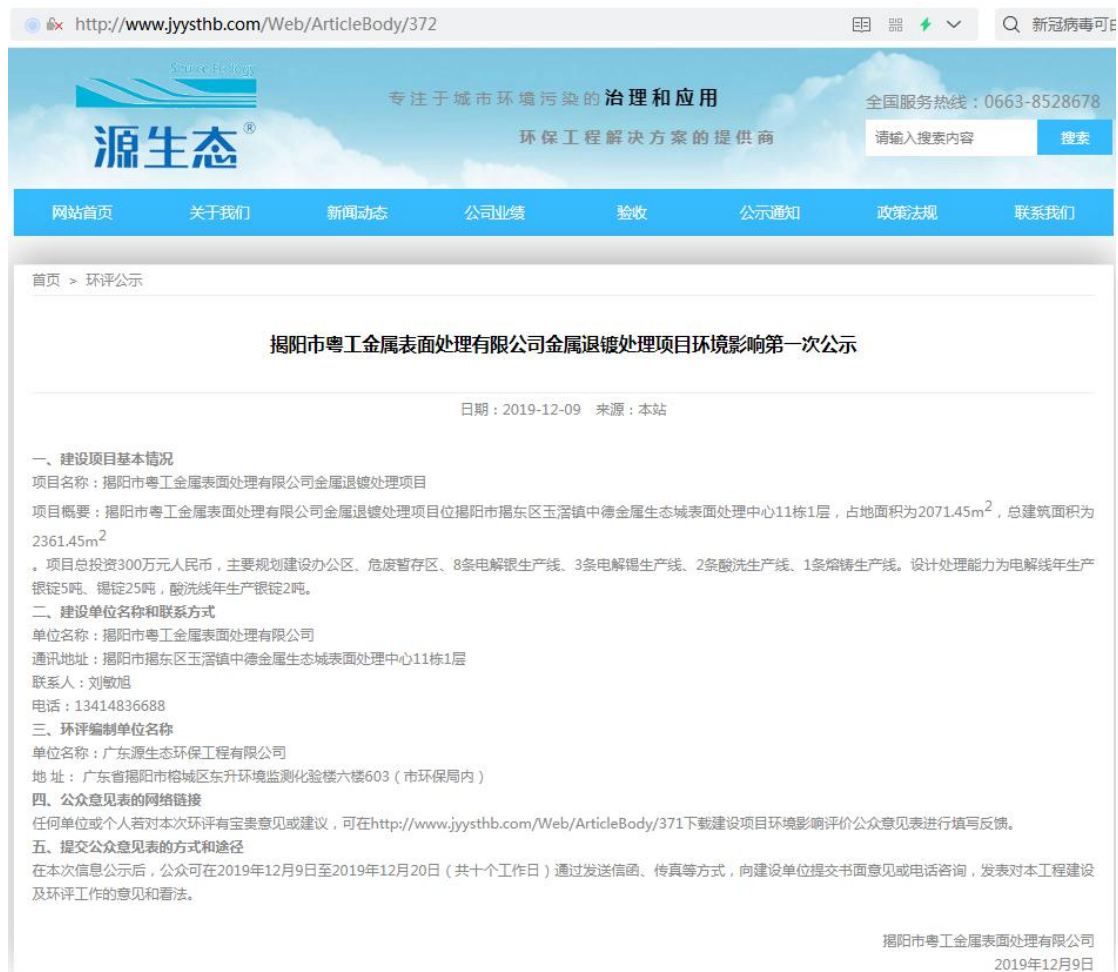 http://www.jyysthb.com/Web/ArticleBody/372
新冠病毒可
Source Ecology
源生态®
专注于城市环境污染的治理和应用
环保工程解决方案的提供商
全国服务热线：0663-8528678
请输入搜索内容
搜索
网站首页 关于我们 新闻动态 公司业绩 验收 公示通知 政策法规 联系我们
首页 > 环评公示
揭阳市粤工金属表面处理有限公司金属退镀处理项目环境影响第一次公示
日期：2019-12-09 来源：本站
一、建设项目基本情况
项目名称：揭阳市粤工金属表面处理有限公司金属退镀处理项目
项目概要：揭阳市粤工金属表面处理有限公司金属退镀处理项目位揭阳市揭东区玉滘镇中德金属生态城表面处理中心11栋1层，占地面积为2071.45m²，总建筑面积为
2361.45m²
。项目总投资300万元人民币，主要规划建设办公区、危废暂存区、8条电解银生产线、3条电解锡生产线、2条酸洗生产线、1条熔铸生产线。设计处理能力为电解线年生产
银锭5吨、锡锭25吨，酸洗线年生产银锭2吨。
二、建设单位名称和联系方式
单位名称：揭阳市粤工金属表面处理有限公司
通讯地址：揭阳市揭东区玉滘镇中德金属生态城表面处理中心11栋1层
联系人：刘敏旭
电话：13414836688
三、环评编制单位名称
单位名称：广东源生态环保工程有限公司
地 址： 广东省揭阳市榕城区东升环境监测化验楼六楼603（市环保局内）
四、公众意见表的网络链接
任何单位或个人若对本次环评有宝贵意见或建议，可在http://www.jyysthb.com/Web/ArticleBody/371下载建设项目环境影响评价公众意见表进行填写反馈。
五、提交公众意见表的方式和途径
在本次信息公示后，公众可在2019年12月9日至2019年12月20日（共十个工作日）通过发送信函、传真等方式，向建设单位提交书面意见或电话咨询，发表对本工程建设
及环评工作的意见和看法。
揭阳市粤工金属表面处理有限公司
2019年12月9日